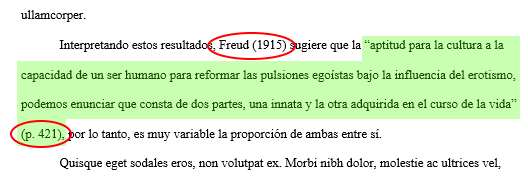 ullamcorper.
Interpretando estos resultados, Freud (1915) sugiere que la “aptitud para la cultura a la
capacidad de un ser humano para reformar las pulsiones egoístas bajo la influencia del erotismo,
podemos enunciar que consta de dos partes, una innata y la otra adquirida en el curso de la vida”
(p. 421), por lo tanto, es muy variable la proporción de ambas entre sí.
Quisque eget sodales eros, non volutpat ex. Morbi nibh dolor, molestie ac ultrices vel,